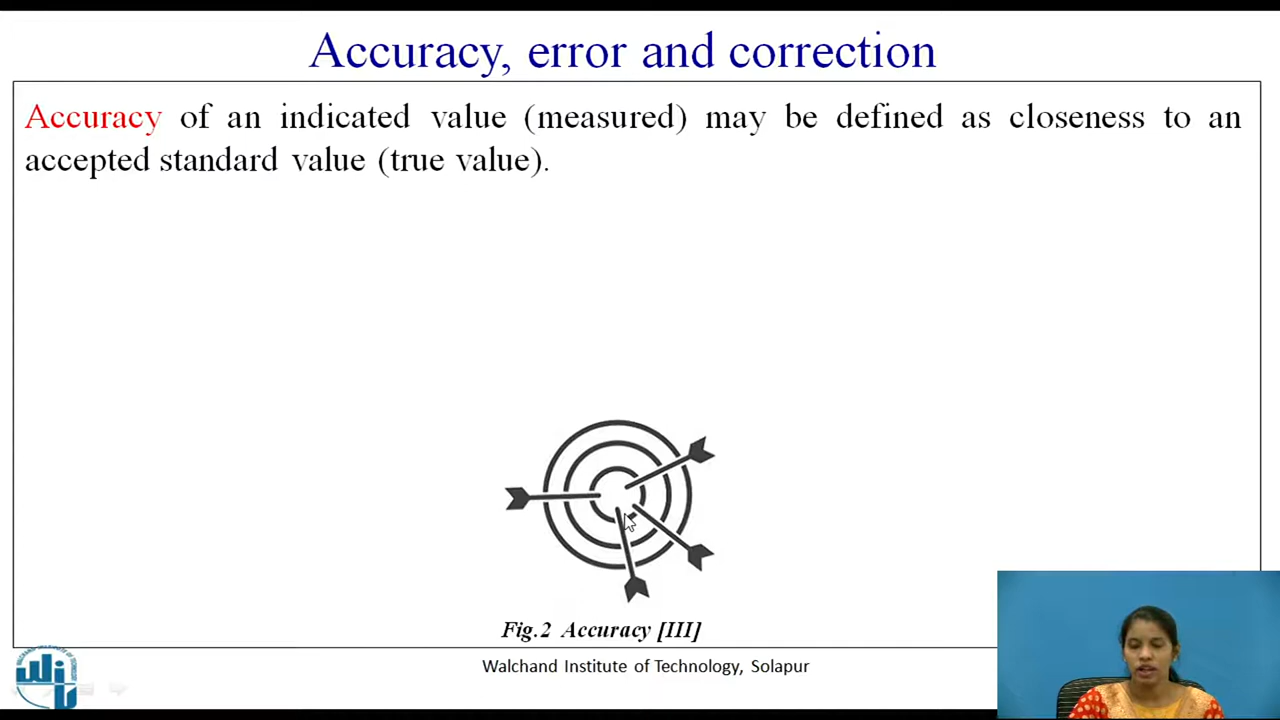 Accuracy, error and correction
Accuracy of an indicated value (measured) may be defined as closeness to an
accepted standard value (true value).
Fig.2 Accuracy [III]
Walchand Institute of Technology, Solapur